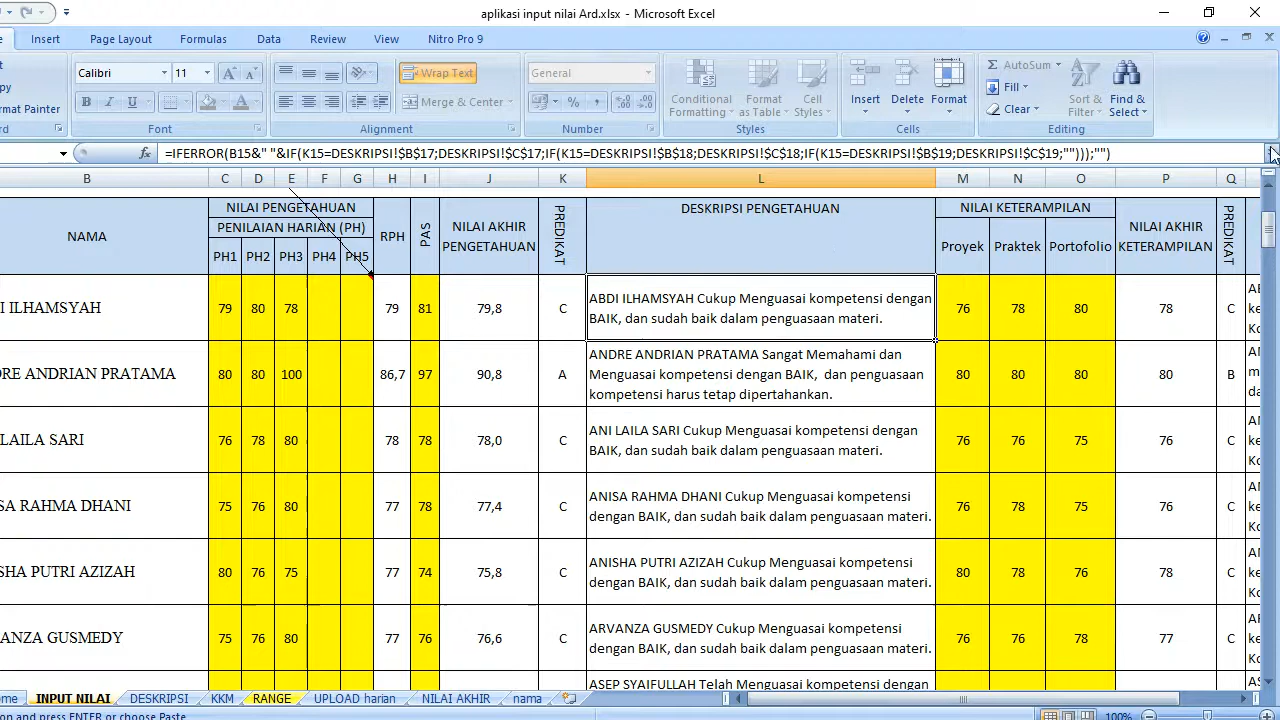 aplikasi input nilai Ard.xlsx - Microsoft Excel
Insert Page Layout Formulas Data Review View Nitro Pro 9
Calibri 11 Wrap Text General AutoSum
Fill
B I U Merge & Center % , Conditional Formatting Format as Table Cell Styles Insert Delete Format Clear Sort & Filter Find & Select
Format Painter
Font Alignment Number Styles Cells Editing
fx =IFERROR(B15&" "&IF(K15=DESKRIPSI!$B$17;DESKRIPSI!$C$17;IF(K15=DESKRIPSI!$B$18;DESKRIPSI!$C$18;IF(K15=DESKRIPSI!$B$19;DESKRIPSI!$C$19;"")));"")
B C D E F G H I J K L M N O P Q
NAMA
NILAI PENGETAHUAN
PENILAIAN HARIAN (PH)
PH1 PH2 PH3 PH4 PH5
RPH
PAS
NILAI AKHIR
PENGETAHUAN
PREDIKAT
DESKRIPSI PENGETAHUAN
NILAI KETERAMPILAN
Proyek Praktek Portofolio
NILAI AKHIR
KETERAMPILAN
PREDIKAT
I ILHAMSYAH 79 80 78 79 81 79,8 C
ABDI ILHAMSYAH Cukup Menguasai kompetensi dengan
BAIK, dan sudah baik dalam penguasaan materi.
76 78 80 78 C
DRE ANDRIAN PRATAMA 80 80 100 86,7 97 90,8 A
ANDRE ANDRIAN PRATAMA Sangat Memahami dan
Menguasai kompetensi dengan BAIK, dan penguasaan
kompetensi harus tetap dipertahankan.
80 80 80 80 B
LAILA SARI 76 78 80 78 78 78,0 C
ANI LAILA SARI Cukup Menguasai kompetensi dengan
BAIK, dan sudah baik dalam penguasaan materi.
76 76 75 76 C
SA RAHMA DHANI 75 76 80 77 78 77,4 C
ANISA RAHMA DHANI Cukup Menguasai kompetensi
dengan BAIK, dan sudah baik dalam penguasaan materi.
76 78 75 76 C
SHA PUTRI AZIZAH 80 76 75 77 74 75,8 C
ANISHA PUTRI AZIZAH Cukup Menguasai kompetensi
dengan BAIK, dan sudah baik dalam penguasaan materi.
80 78 76 78 C
ANZA GUSMEDY 75 76 80 77 76 76,6 C
ARVANZA GUSMEDY Cukup Menguasai kompetensi
dengan BAIK, dan sudah baik dalam penguasaan materi.
76 76 78 77 C
ASEP SYAIFULLAH Telah Menguasai kompetensi dengan
ome INPUT NILAI DESKRIPSI KKM RANGE UPLOAD harian NILAI AKHIR nama
on and press ENTER or choose Paste 100%